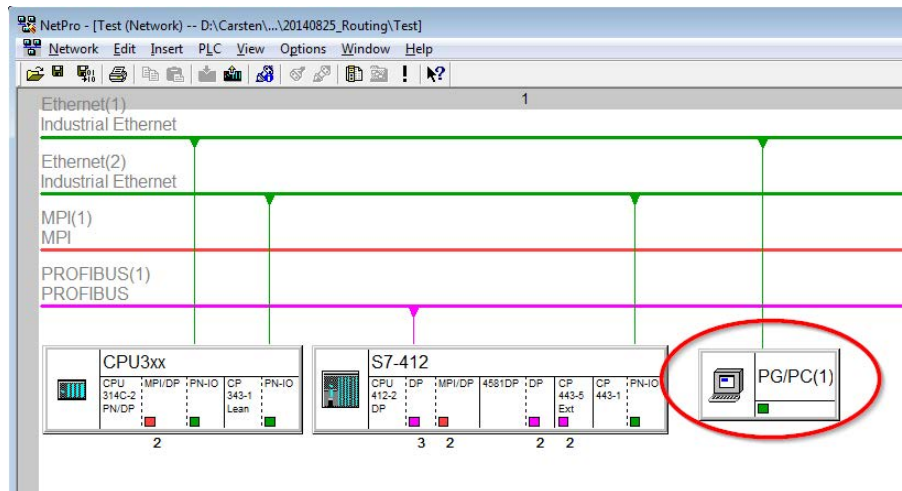 NetPro - [Test (Network) -- D:\Carsten\...\20140825_Routing\Test]
Network Edit Insert PLC View Options Window Help
1
Ethernet(1)
Industrial Ethernet
Ethernet(2)
Industrial Ethernet
MPI(1)
MPI
PROFIBUS(1)
PROFIBUS
CPU3xx
CPU 314C-2 PN/DP
MPI/DP
PN-IO
CP 343-1 Lean
PN-IO
2
S7-412
CPU 412-2 DP
DP
MPI/DP
4581DP
DP
CP 443-5 Ext
CP 443-1
PN-IO
3 2 2 2
PG/PC(1)